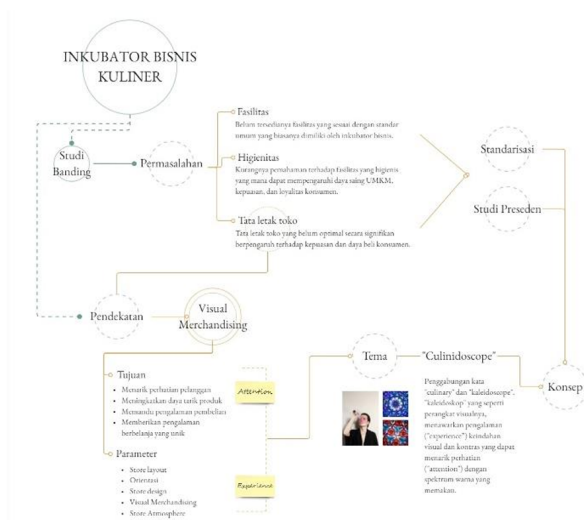 INKUBATOR BISNIS
KULINER
Studi
Banding
Permasalahan
Fasilitas
Belum tersedianya fasilitas yang sesuai dengan standar
umum yang biasanya dimiliki oleh inkubator bisnis.
Higienitas
Kurangnya pemahaman terhadap fasilitas yang higienis
yang mana dapat mempengaruhi daya saing UMKM,
kepuasan, dan loyalitas konsumen.
Tata letak toko
Tata letak toko yang belum optimal secara signifikan
berpengaruh terhadap kepuasan dan daya beli konsumen.
Standarisasi
Studi Preseden
Pendekatan
Visual
Merchandising
Tujuan
• Menarik perhatian pelanggan
• Meningkatkan daya tarik produk
• Memandu pengalaman pembelian
• Memberikan pengalaman
berbelanja yang unik
Parameter
• Store layout
• Orientasi
• Store design
• Visual Merchandising
• Store Atmosphere
Attention
Experience
Tema
"Culinidoscope"
Penggabungan kata
"culinary" dan "kaleidoscope".
"kaleidoskop" yang seperti
perangkat visualnya,
menawarkan pengalaman
("experience") keindahan
visual dan kontras yang dapat
menarik perhatian
("attention") dengan
spektrum warna yang
memukau.
Konsep